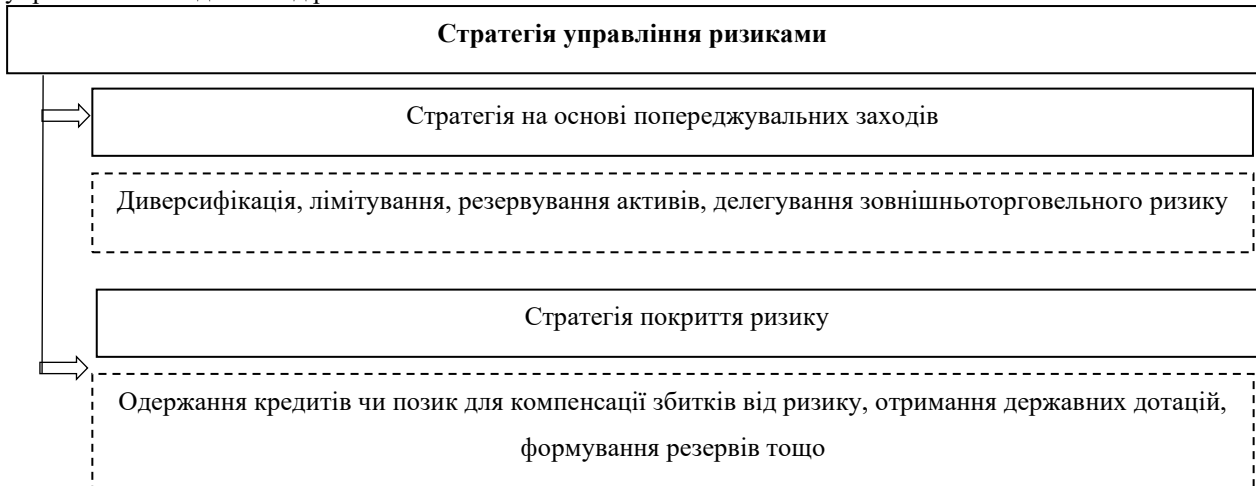 Стратегія управління ризиками
Стратегія на основі попереджувальних заходів
Диверсифікація, лімітування, резервування активів, делегування зовнішньоторговельного ризику
Стратегія покриття ризику
Одержання кредитів чи позик для компенсації збитків від ризику, отримання державних дотацій,
формування резервів тощо